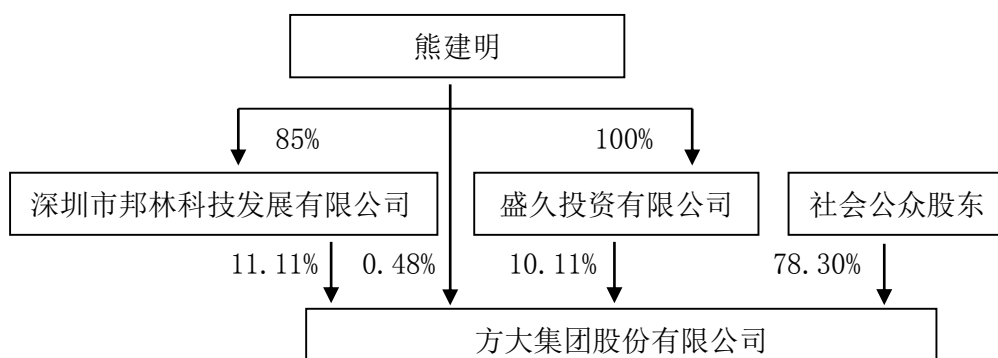 熊建明
85%
100%
深圳市邦林科技发展有限公司
盛久投资有限公司
社会公众股东
11.11%
0.48%
10.11%
78.30%
方大集团股份有限公司